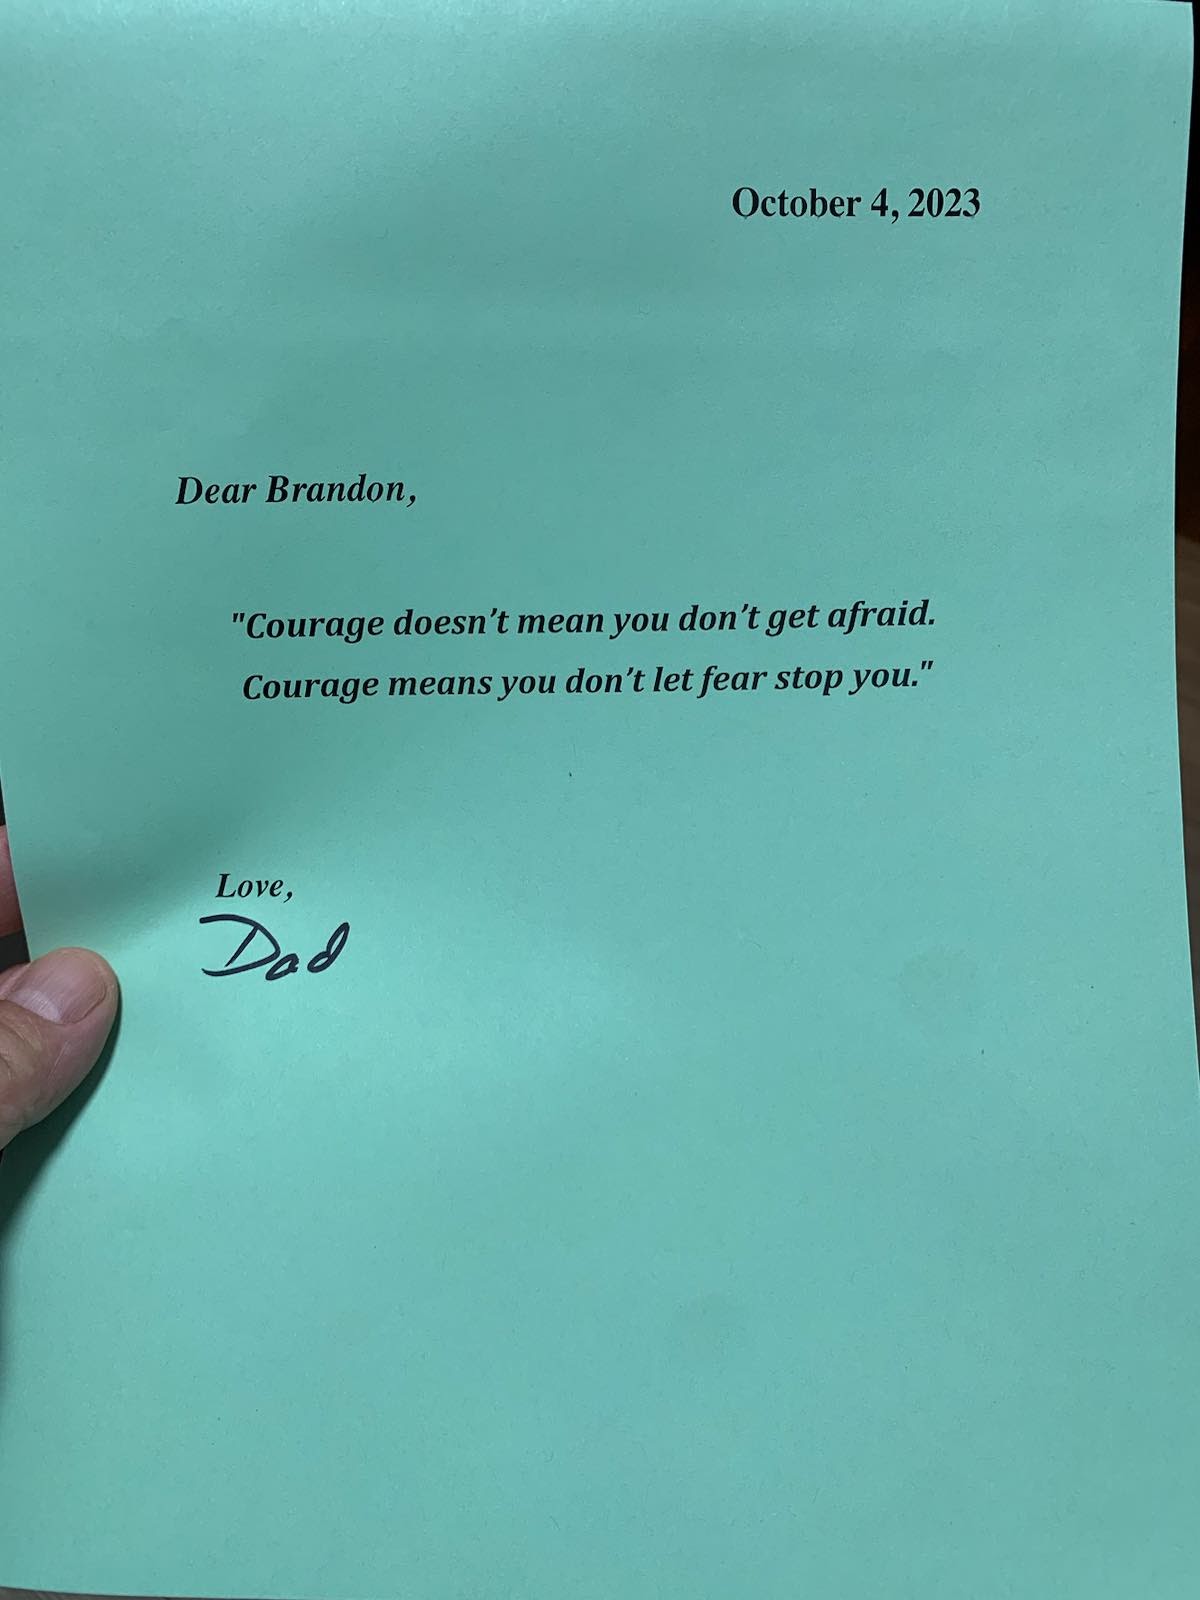 October 4, 2023
Dear Brandon,
"Courage doesn’t mean you don’t get afraid.
Courage means you don’t let fear stop you."
Love,
Dad